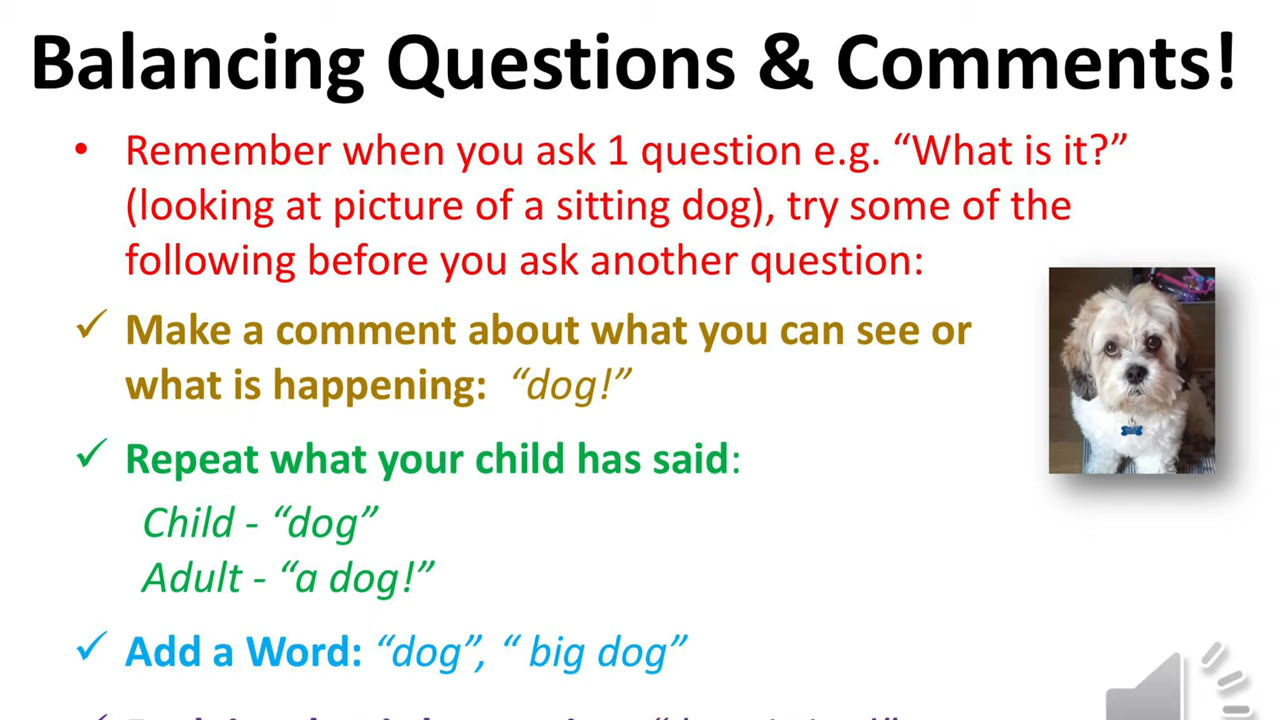 Balancing Questions & Comments!
• Remember when you ask 1 question e.g. “What is it?”
(looking at picture of a sitting dog), try some of the
following before you ask another question:
✓ Make a comment about what you can see or
what is happening: “dog!”
✓ Repeat what your child has said:
Child - “dog”
Adult - “a dog!”
✓ Add a Word: “dog”, “ big dog”